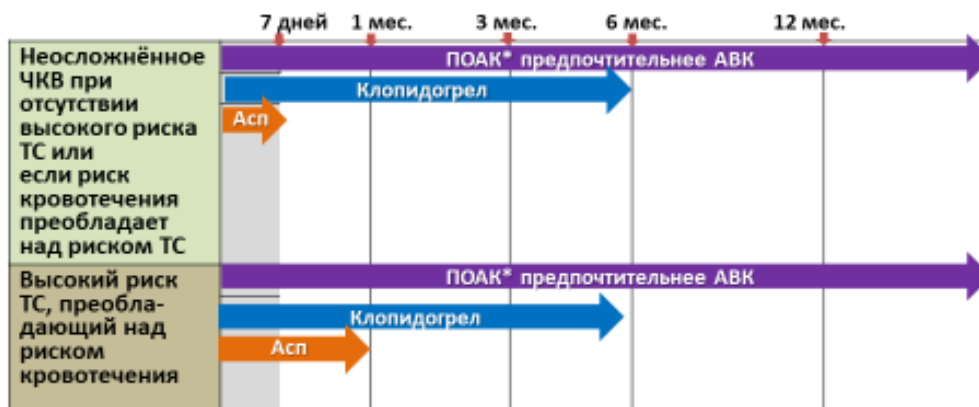 7 дней 1 мес. 3 мес. 6 мес. 12 мес.
Неосложнённое
ЧКВ при
отсутствии
высокого риска
ТС или
если риск
кровотечения
преобладает
над риском ТС
ПОАК* предпочтительнее АВК
Клопидогрел
Асп
Высокий риск
ТС, преобла-
дающий над
риском
кровотечения
ПОАК* предпочтительнее АВК
Клопидогрел
Асп